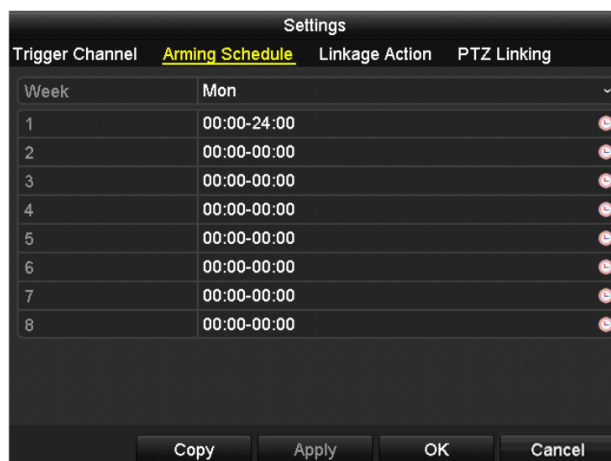 Settings
Trigger Channel Arming Schedule Linkage Action PTZ Linking
Week Mon
1 00:00-24:00
2 00:00-00:00
3 00:00-00:00
4 00:00-00:00
5 00:00-00:00
6 00:00-00:00
7 00:00-00:00
8 00:00-00:00
Copy Apply OK Cancel